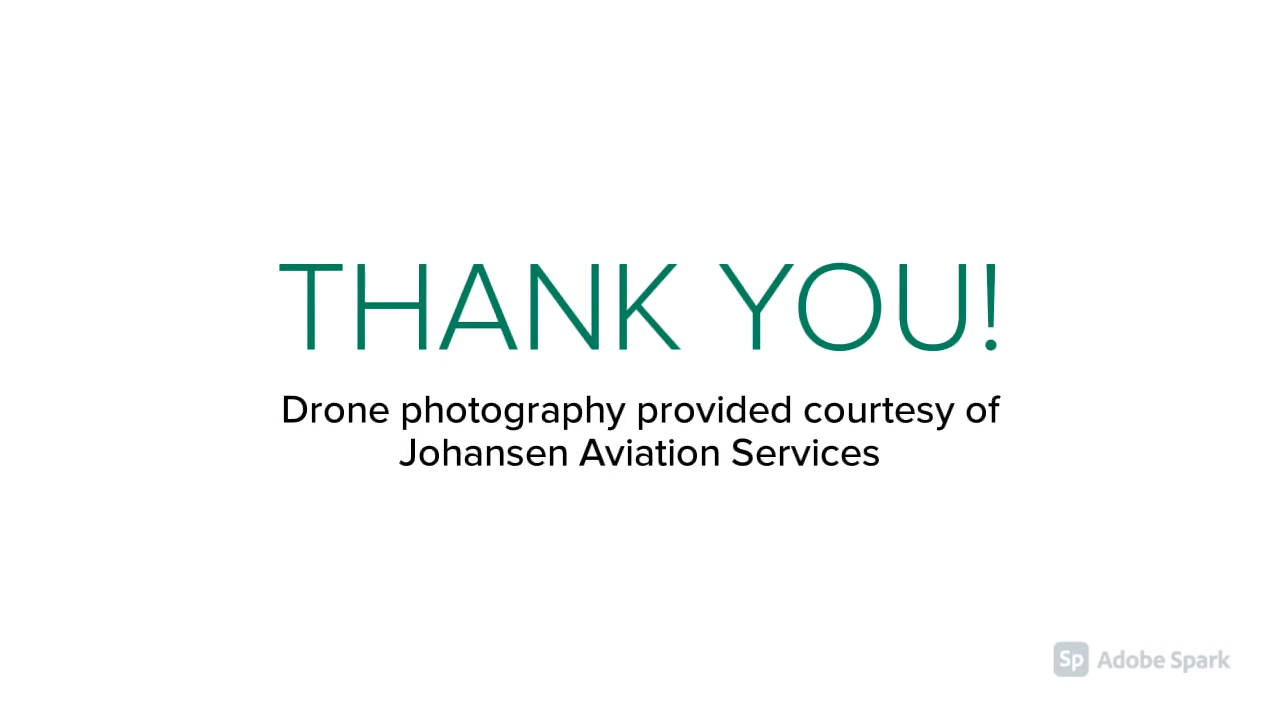 THANK YOU!
Drone photography provided courtesy of
Johansen Aviation Services
Sp Adobe Spark